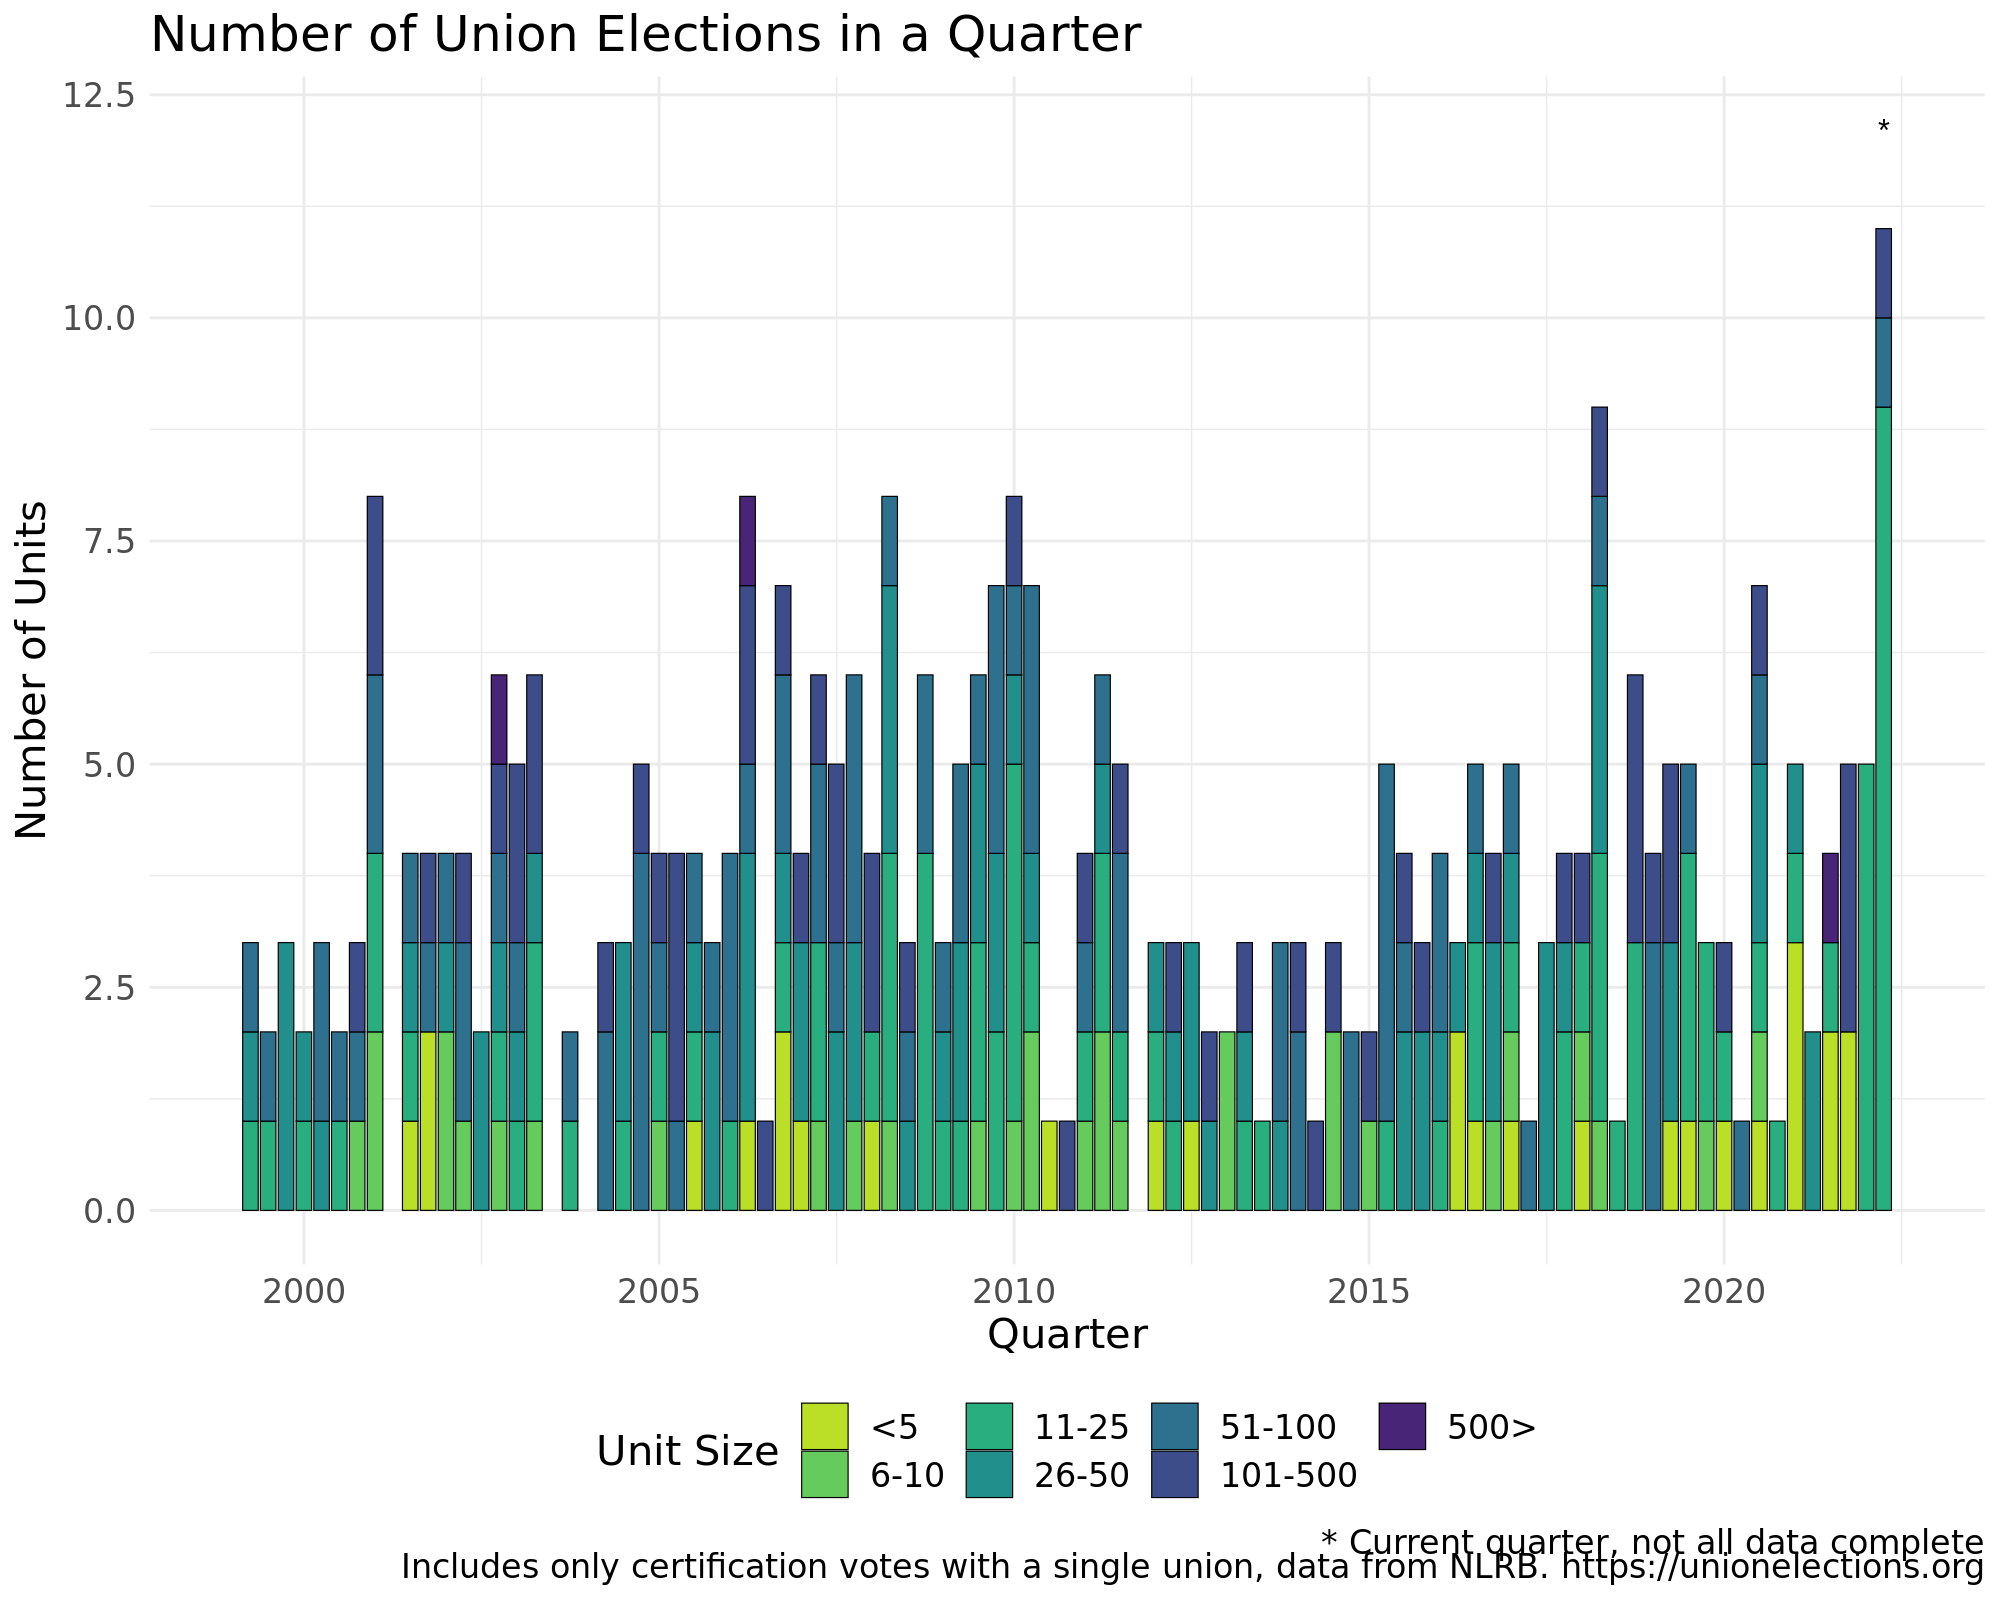 Number of Union Elections in a Quarter
12.5
*
10.0
7.5
5.0
2.5
0.0
Number of Units
2000 2005 2010 2015 2020
Quarter
Unit Size
<5 11-25 51-100 500>
6-10 26-50 101-500
* Current quarter, not all data complete
Includes only certification votes with a single union, data from NLRB. https://unionelections.org